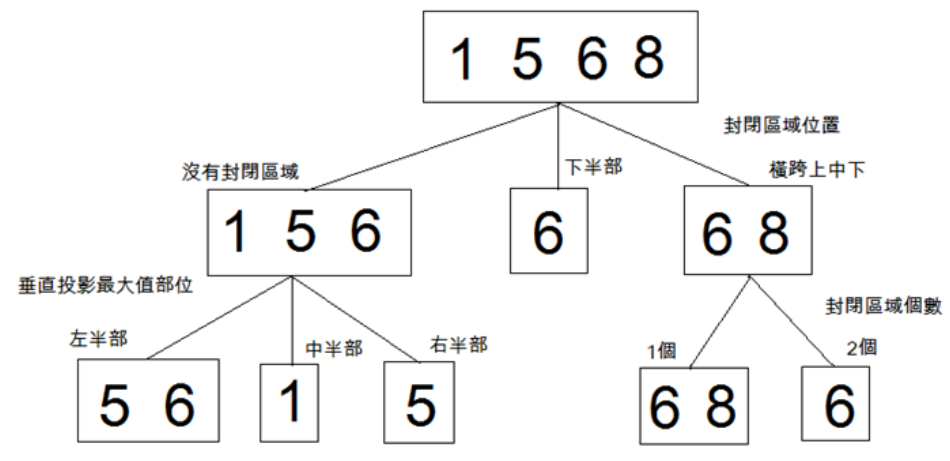 1 5 6 8
封閉區域位置
沒有封閉區域
下半部
橫跨上中下
1 5 6
6
6 8
垂直投影最大值部位
封閉區域個數
左半部
中半部
右半部
1個
2個
5 6
1
5
6 8
6